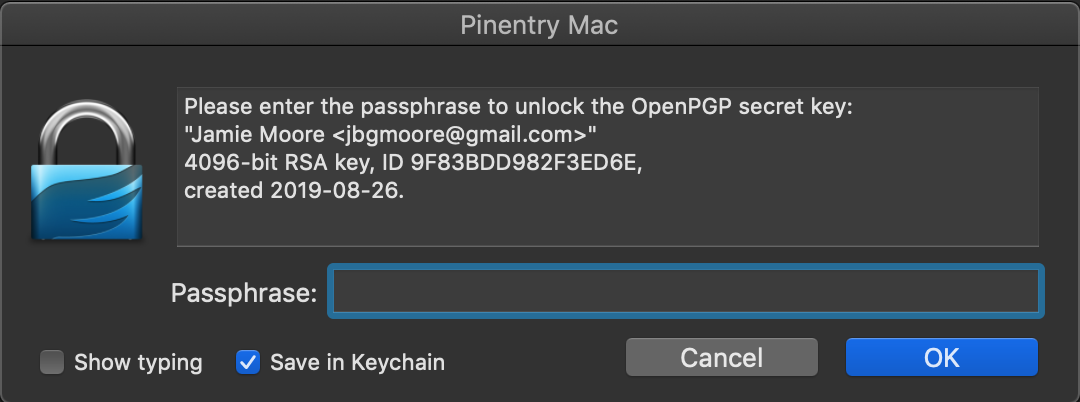 Pinentry Mac
Please enter the passphrase to unlock the OpenPGP secret key:
"Jamie Moore <jbgmoore@gmail.com>"
4096-bit RSA key, ID 9F83BDD982F3ED6E,
created 2019-08-26.
Passphrase:
Show typing
Save in Keychain
Cancel
OK